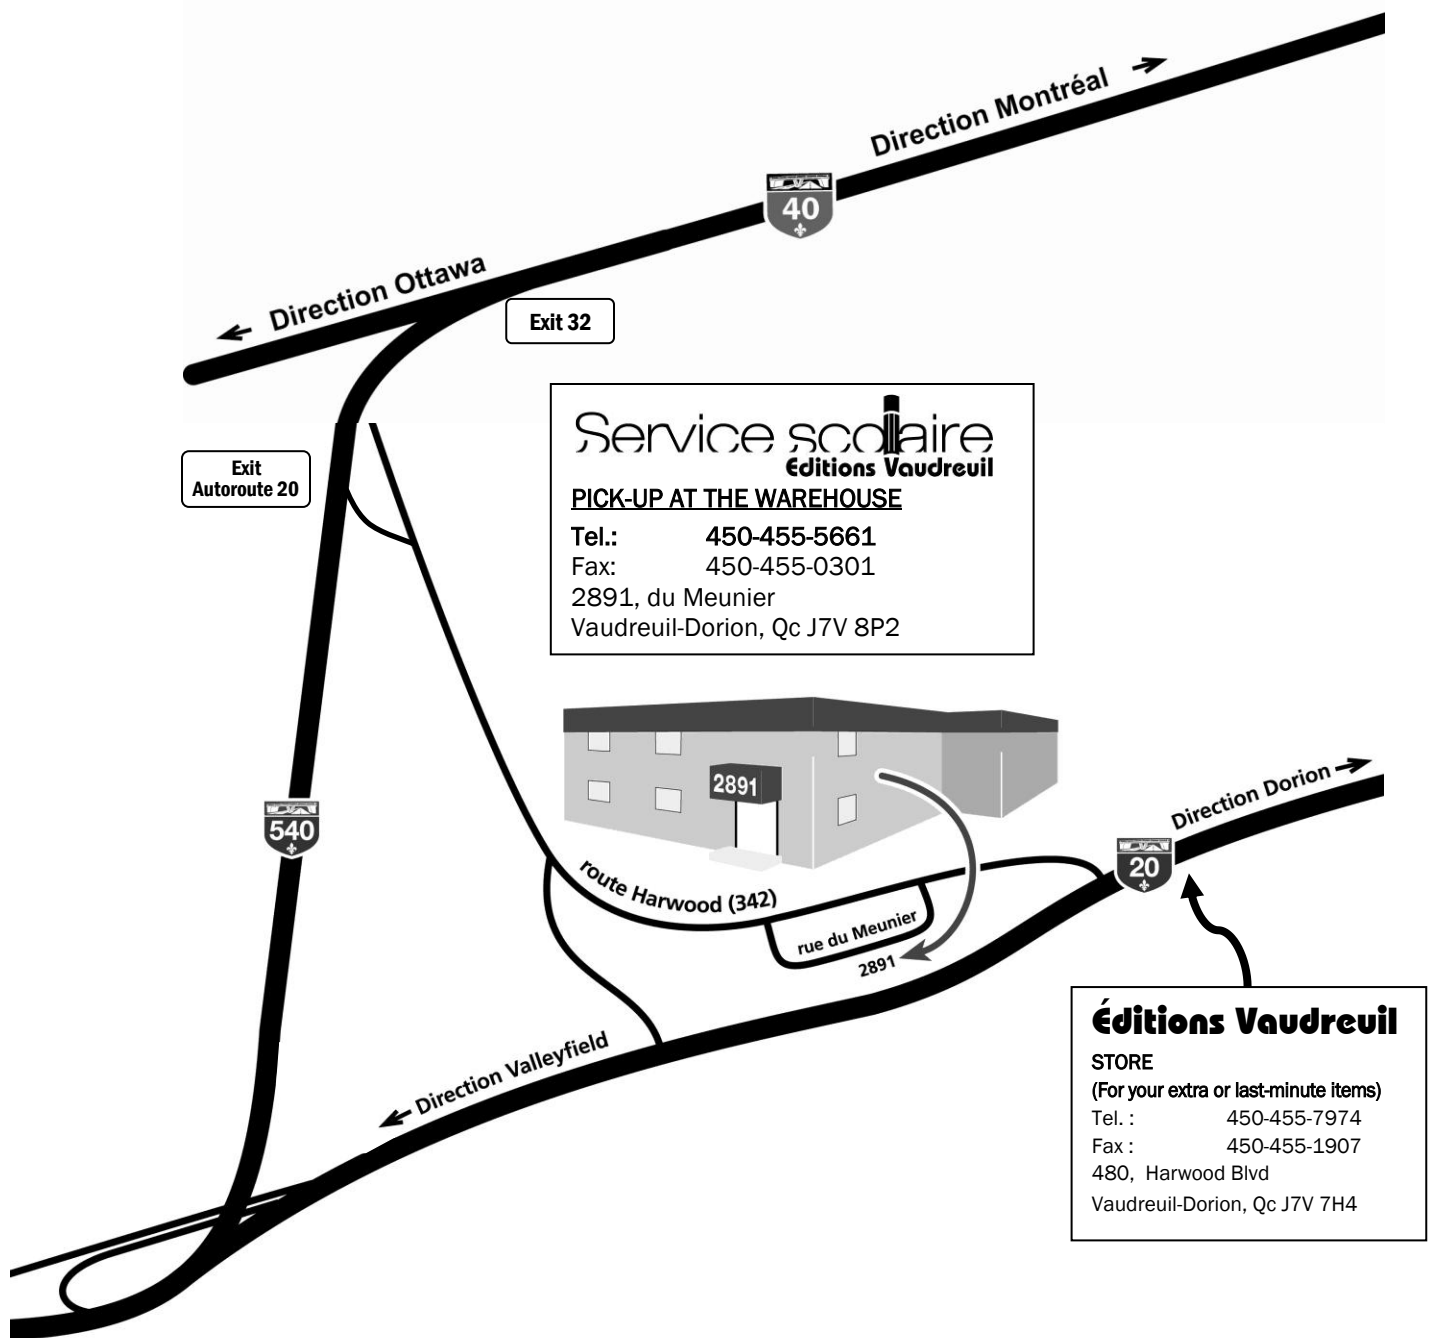 Direction Montréal
40
Direction Ottawa
Exit 32
Exit
Autoroute 20
Service scolaire
Éditions Vaudreuil
PICK-UP AT THE WAREHOUSE
Tel.: 450-455-5661
Fax: 450-455-0301
2891, du Meunier
Vaudreuil-Dorion, Qc J7V 8P2
2891
540
Direction Dorion
20
route Harwood (342)
rue du Meunier
2891
Direction Valleyfield
Éditions Vaudreuil
STORE
(For your extra or last-minute items)
Tel. : 450-455-7974
Fax : 450-455-1907
480, Harwood Blvd
Vaudreuil-Dorion, Qc J7V 7H4